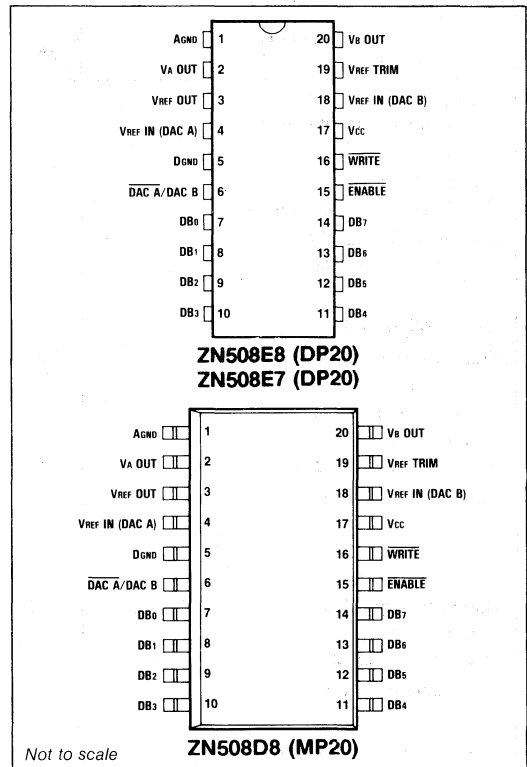 AGND 1 20 VB OUT
VA OUT 2 19 VREF TRIM
VREF OUT 3 18 VREF IN (DAC B)
VREF IN (DAC A) 4 17 VCC
DGND 5 16 WRITE
DAC A/DAC B 6 15 ENABLE
DB0 7 14 DB7
DB1 8 13 DB6
DB2 9 12 DB5
DB3 10 11 DB4
ZN508E8 (DP20)
ZN508E7 (DP20)
AGND 1 20 VB OUT
VA OUT 2 19 VREF TRIM
VREF OUT 3 18 VREF IN (DAC B)
VREF IN (DAC A) 4 17 VCC
DGND 5 16 WRITE
DAC A/DAC B 6 15 ENABLE
DB0 7 14 DB7
DB1 8 13 DB6
DB2 9 12 DB5
DB3 10 11 DB4
Not to scale ZN508D8 (MP20)